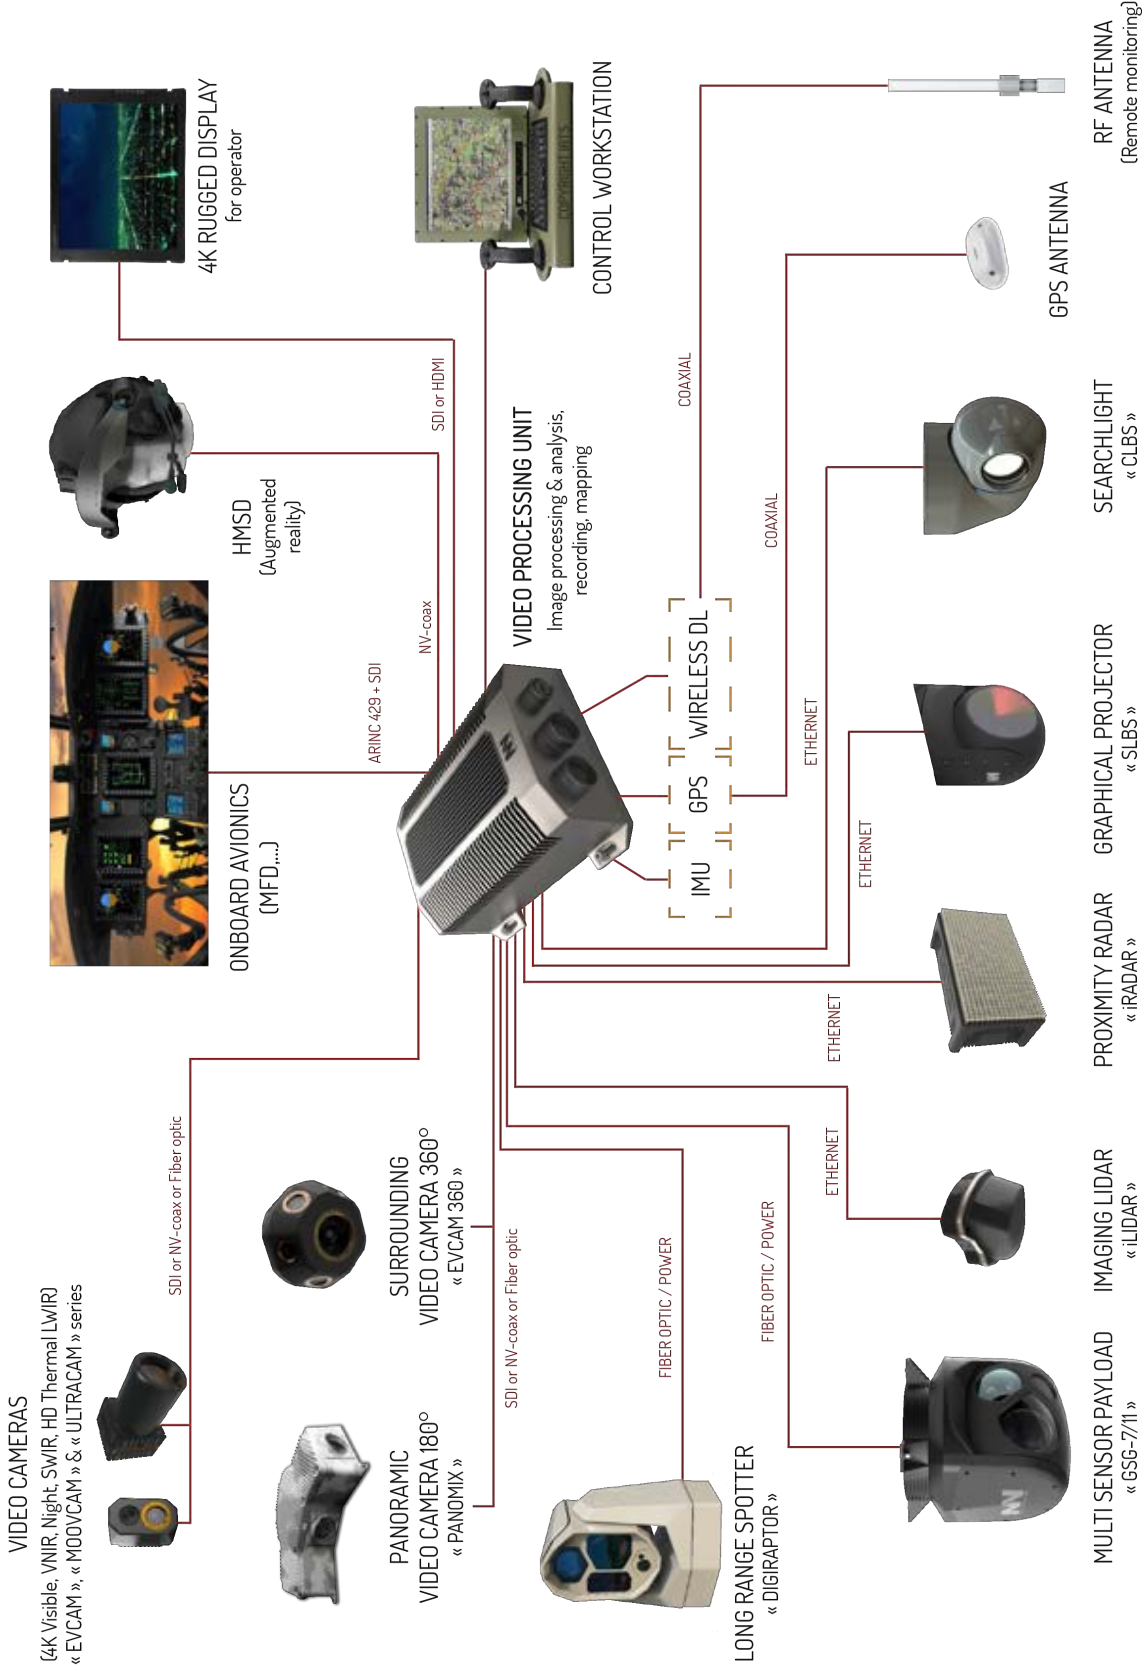 VIDEO CAMERAS
(4K Visible, VNIR, Night, SWIR, HD Thermal LWIR)
« EVCAM », « MOOVCAM » & « ULTRACAM » series
SDI or NV-coax or Fiber optic
ONBOARD AVIONICS
(MFD,...)
ARINC 429 + SDI
HMSD
(Augmented
reality)
NV-coax
4K RUGGED DISPLAY
for operator
SDI or HDMI
PANORAMIC
VIDEO CAMERA 180°
« PANOMIX »
SURROUNDING
VIDEO CAMERA 360°
« EVCAM 360 »
SDI or NV-coax or Fiber optic
VIDEO PROCESSING UNIT
Image processing & analysis,
recording, mapping
CONTROL WORKSTATION
LONG RANGE SPOTTER
« DIGIRAPTOR »
FIBER OPTIC / POWER
FIBER OPTIC / POWER
IMU
GPS
WIRELESS DL
COAXIAL
COAXIAL
ETHERNET
ETHERNET
ETHERNET
ETHERNET
MULTI SENSOR PAYLOAD
« GSG-7/11 »
IMAGING LIDAR
« iLIDAR »
PROXIMITY RADAR
« iRADAR »
GRAPHICAL PROJECTOR
« SLBS »
SEARCHLIGHT
« CLBS »
GPS ANTENNA
RF ANTENNA
(Remote monitoring)